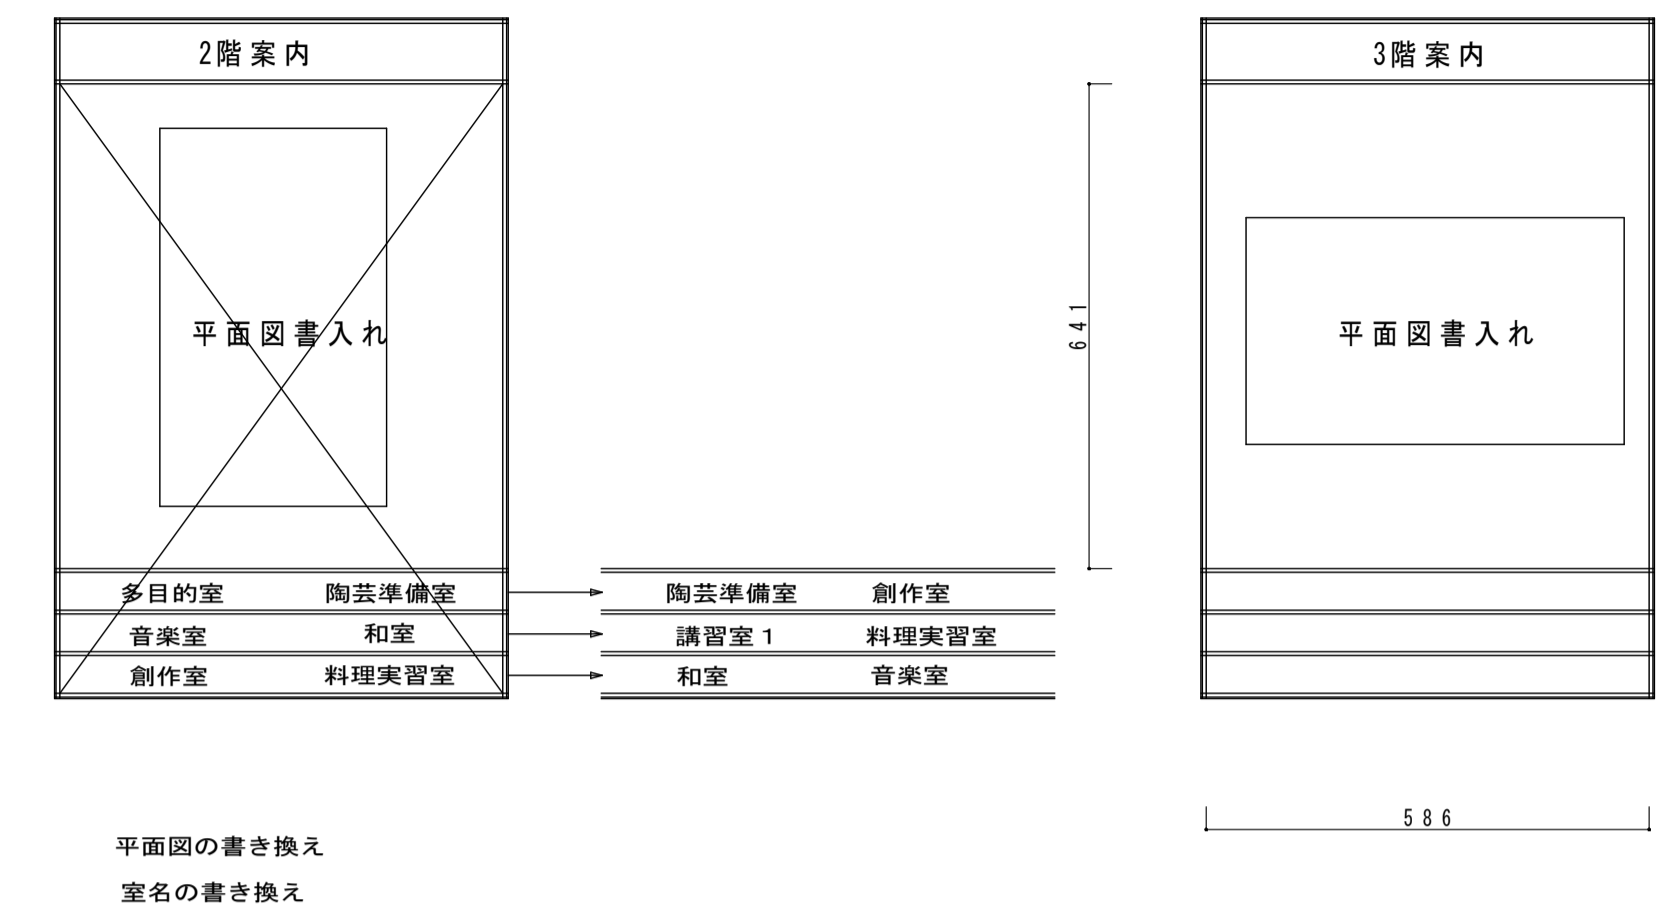 2階案内
平面図書入れ
多目的室 陶芸準備室
音楽室 和室
創作室 料理実習室
陶芸準備室 創作室
講習室1 料理実習室
和室 音楽室
641
3階案内
平面図書入れ
586
平面図の書き換え
室名の書き換え